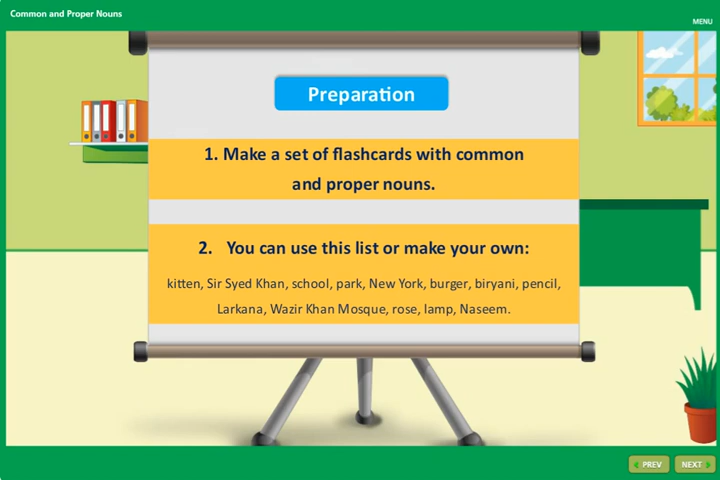 Common and Proper Nouns
MENU
Preparation
1. Make a set of flashcards with common
and proper nouns.
2. You can use this list or make your own:
kitten, Sir Syed Khan, school, park, New York, burger, biryani, pencil,
Larkana, Wazir Khan Mosque, rose, lamp, Naseem.
PREV
NEXT